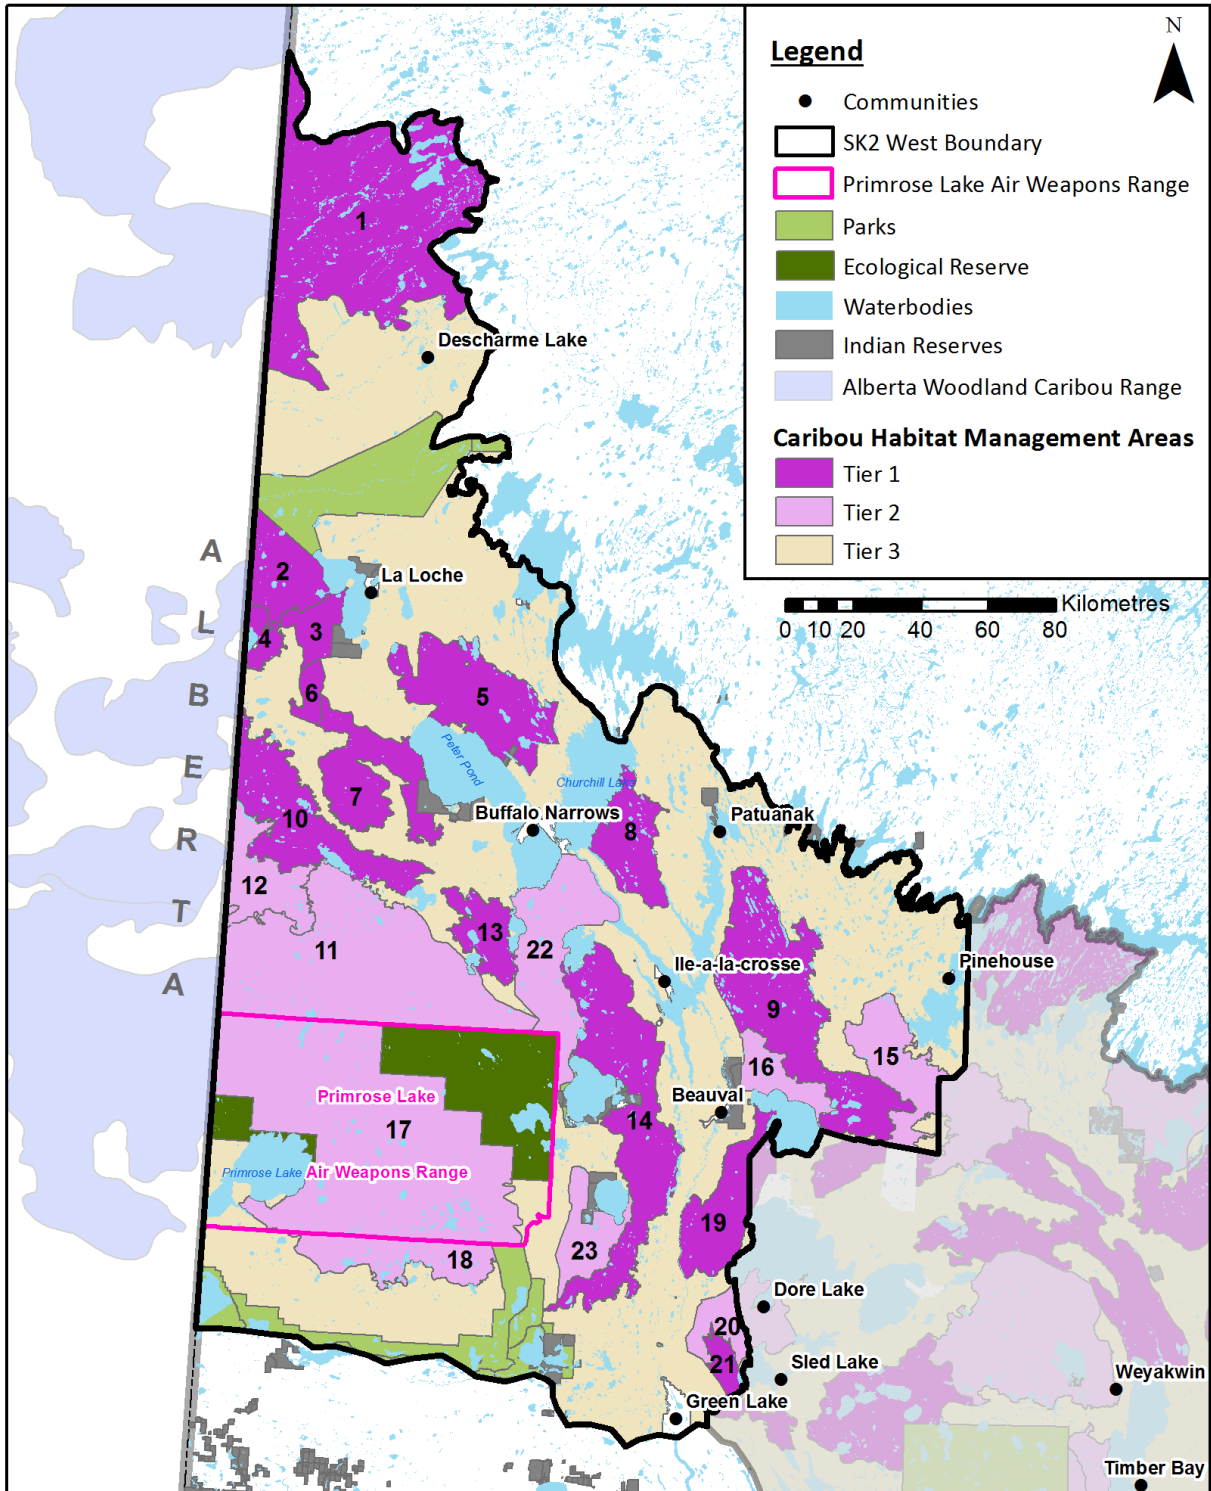 N
Legend
Communities
SK2 West Boundary
Primrose Lake Air Weapons Range
Parks
Ecological Reserve
Waterbodies
Indian Reserves
Alberta Woodland Caribou Range
Caribou Habitat Management Areas
Tier 1
Tier 2
Tier 3
Kilometres
0 10 20 40 60 80
1
Descharme Lake
A
L
B
E
R
T
A
2
La Loche
4
3
6
5
Peter Pond
Churchill Lake
7
10
Buffalo Narrows
8
Patuanak
12
11
13
22
Ile-a-la-crosse
Pinehouse
9
16
15
Primrose Lake
17
Beauval
14
Primrose Lake
Air Weapons Range
19
18
23
Dore Lake
20
21
Sled Lake
Weyakwin
Green Lake
Timber Bay